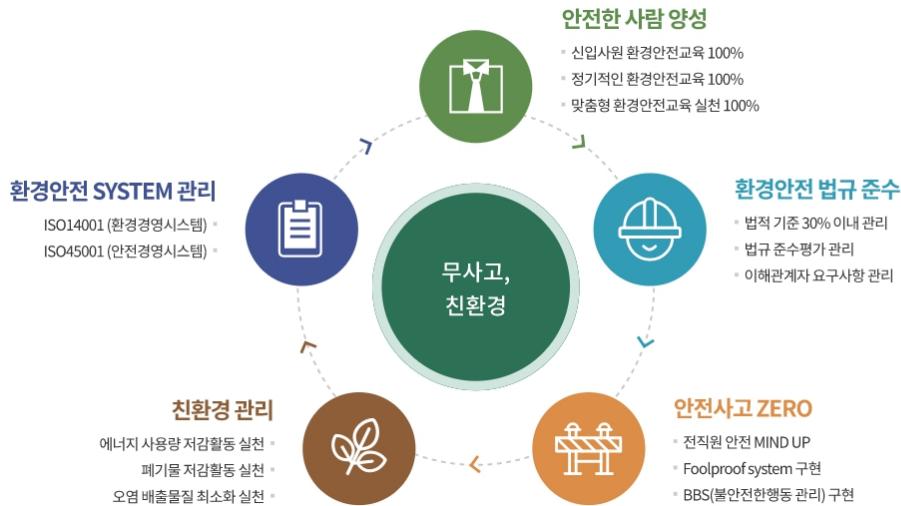 안전한 사람 양성
신입사원 환경안전교육 100%
정기적인 환경안전교육 100%
맞춤형 환경안전교육 실천 100%
환경안전 법규 준수
법적 기준 30% 이내 관리
법규 준수평가 관리
이해관계자 요구사항 관리
안전사고 ZERO
전직원 안전 MIND UP
Foolproof system 구현
BBS(불안전한행동 관리) 구현
친환경 관리
에너지 사용량 저감활동 실천
폐기물 저감활동 실천
오염 배출물질 최소화 실천
환경안전 SYSTEM 관리
ISO14001 (환경경영시스템)
ISO45001 (안전경영시스템)
무사고,
친환경